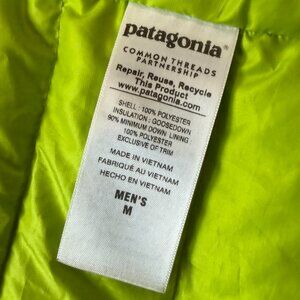 patagonia®
COMMON THREADS
PARTNERSHIP
Repair, Reuse, Recycle
This Product
www.patagonia.com
SHELL: 100% POLYESTER
INSULATION: GOOSEDOWN
90% MINIMUM DOWN LINING
100% POLYESTER
EXCLUSIVE OF TRIM
MADE IN VIETNAM
FABRIQUÉ AU VIETNAM
HECHO EN VIETNAM
MEN'S
M